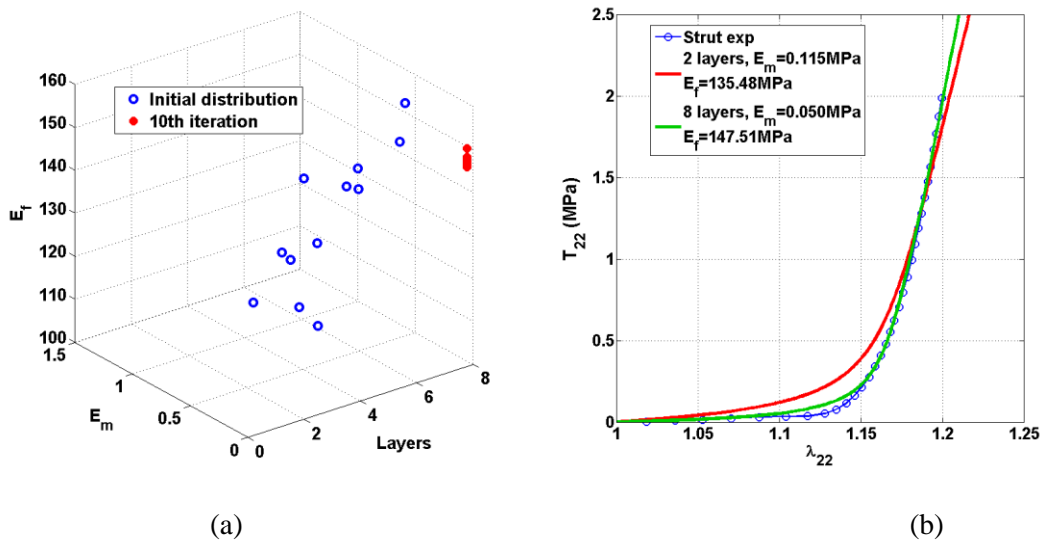 160
150
140
130
120
110
100
E_f
1.5
1
0.5
0
E_m
0
2
4
6
8
Layers
Initial distribution
10th iteration
(a)
2.5
2
1.5
1
0.5
0
T_22 (MPa)
Strut exp
2 layers, E_m=0.115MPa
E_f=135.48MPa
8 layers, E_m=0.050MPa
E_f=147.51MPa
1
1.05
1.1
1.15
1.2
1.25
λ_22
(b)